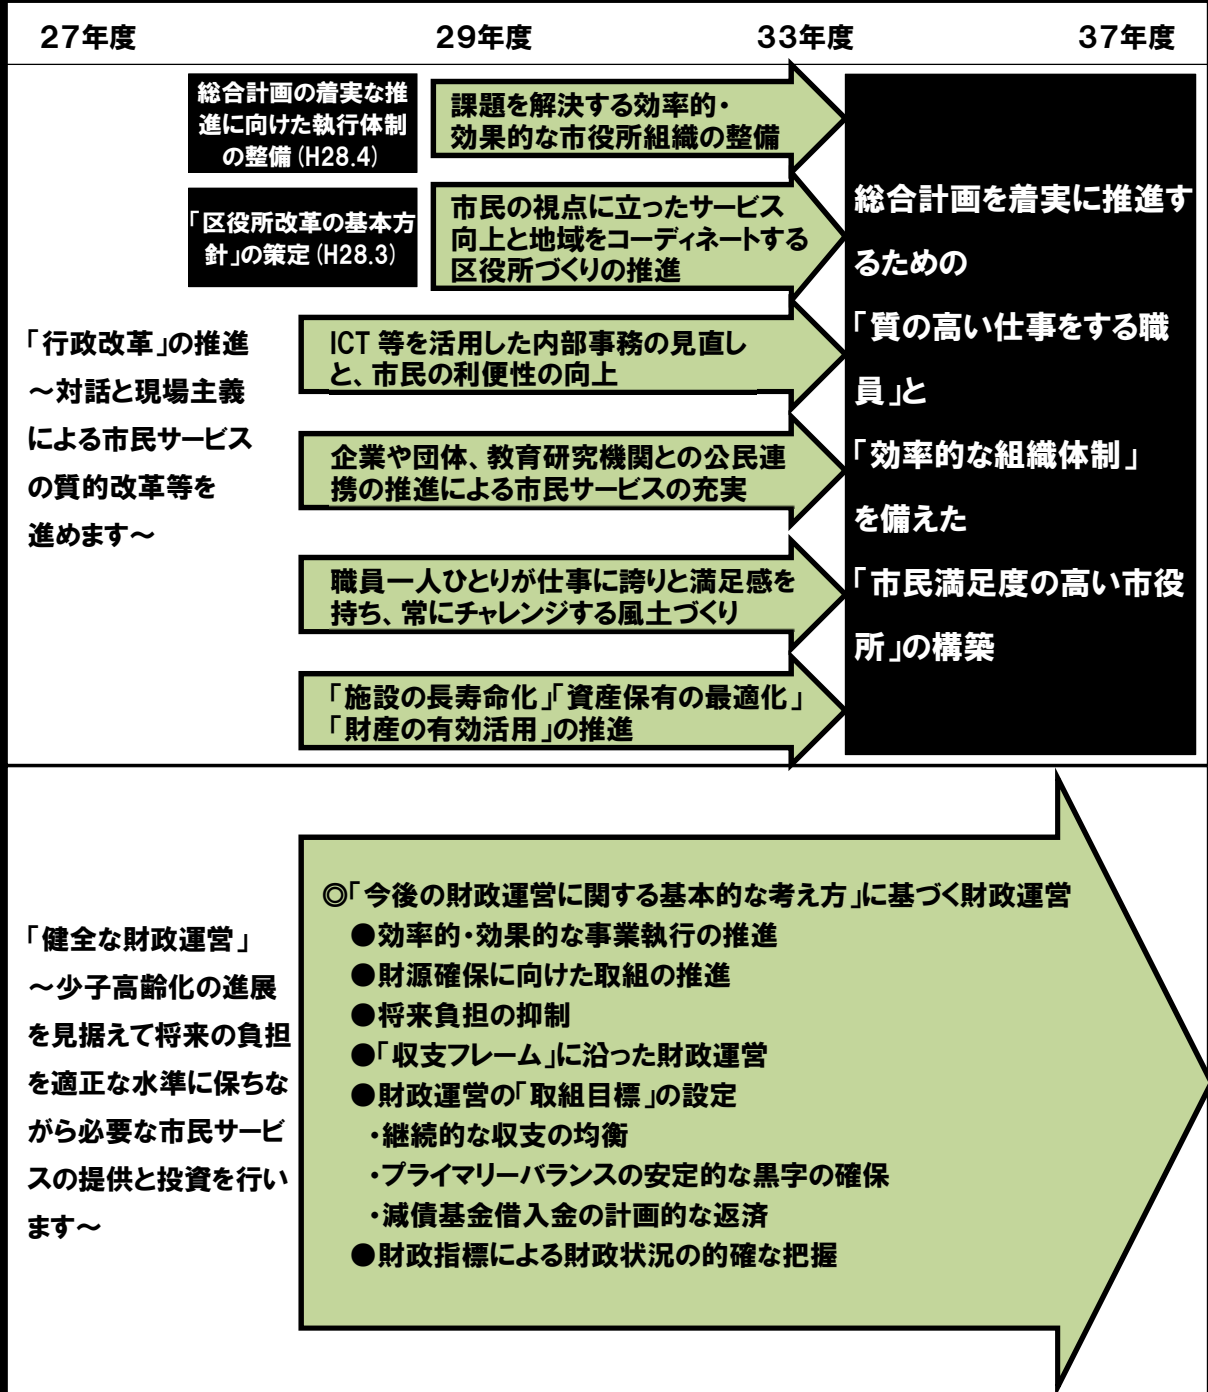 27年度 29年度 33年度 37年度
総合計画の着実な推
進に向けた執行体制
の整備(H28.4)
課題を解決する効率的・
効果的な市役所組織の整備
「区役所改革の基本方
針」の策定(H28.3)
市民の視点に立ったサービス
向上と地域をコーディネートする
区役所づくりの推進
「行政改革」の推進
～対話と現場主義
による市民サービス
の質的改革等を
進めます～
ICT 等を活用した内部事務の見直し
と、市民の利便性の向上
企業や団体、教育研究機関との公民連
携の推進による市民サービスの充実
職員一人ひとりが仕事に誇りと満足感を
持ち、常にチャレンジする風土づくり
「施設の長寿命化」「資産保有の最適化」
「財産の有効活用」の推進
総合計画を着実に推進す
るための
「質の高い仕事をする職
員」と
「効率的な組織体制」
を備えた
「市民満足度の高い市役
所」の構築
「健全な財政運営」
～少子高齢化の進展
を見据えて将来の負担
を適正な水準に保ちな
がら必要な市民サービ
スの提供と投資を行い
ます～
◎「今後の財政運営に関する基本的な考え方」に基づく財政運営
●効率的・効果的な事業執行の推進
●財源確保に向けた取組の推進
●将来負担の抑制
●「収支フレーム」に沿った財政運営
●財政運営の「取組目標」の設定
・継続的な収支の均衡
・プライマリーバランスの安定的な黒字の確保
・減債基金借入金の計画的な返済
●財政指標による財政状況の的確な把握